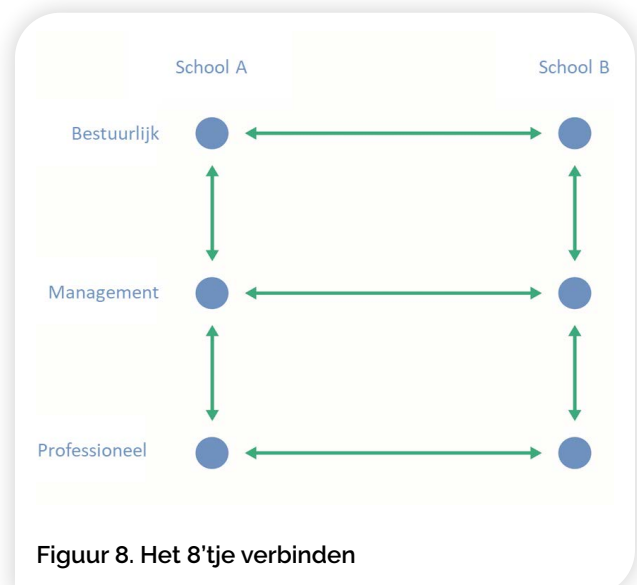 School A
School B
Bestuurlijk
Management
Professioneel
Figuur 8. Het 8'tje verbinden